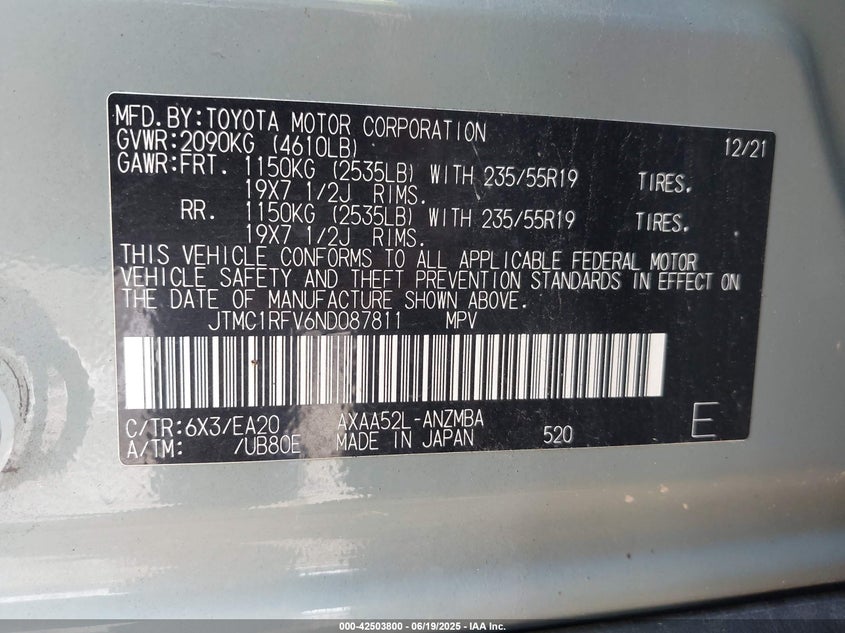 MFD.BY:TOYOTA MOTOR CORPORATION 12/21
GVWR:2090KG (4610LB)
GAWR:FRT. 1150KG (2535LB) WITH 235/55R19 TIRES.
19X7 1/2J RIMS.
RR. 1150KG (2535LB) WITH 235/55R19 TIRES.
19X7 1/2J RIMS.
THIS VEHICLE CONFORMS TO ALL APPLICABLE FEDERAL MOTOR
VEHICLE SAFETY AND THEFT PREVENTION STANDARDS IN EFFECT ON
THE DATE OF MANUFACTURE SHOWN ABOVE.
JTMC1RFV6ND087811 MPV
C/TR:6X3/EA20 AXAA52L-ANZMBA
A/TM: /UB80E MADE IN JAPAN 520 E
000-42503800 - 06/19/2025 - IAA Inc.